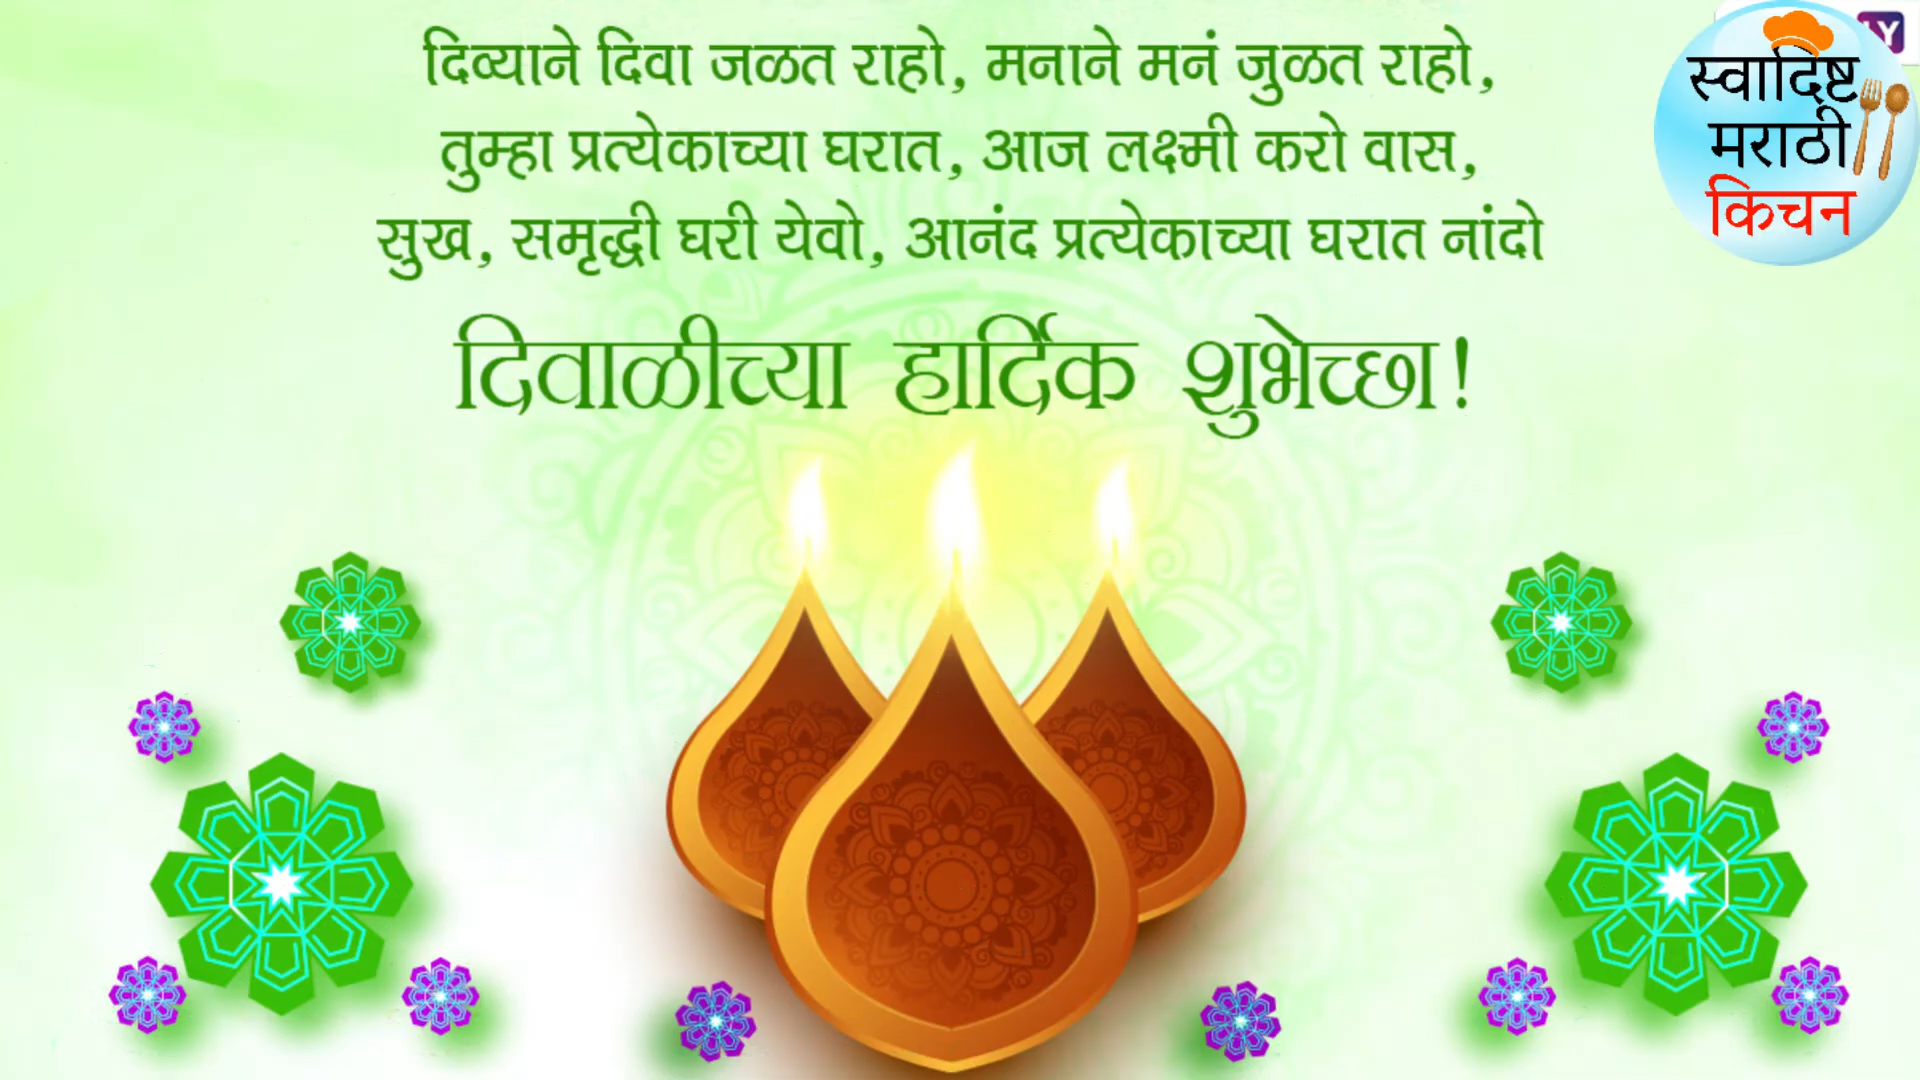 दिव्याने दिवा जळत राहो, मनाने मनं जुळत राहो,
तुम्हा प्रत्येकाच्या घरात, आज लक्ष्मी करो वास,
सुख, समृद्धी घरी येवो, आनंद प्रत्येकाच्या घरात नांदो
दिवाळीच्या हार्दिक शुभेच्छा!
स्वादिष्ट
मराठी
किचन